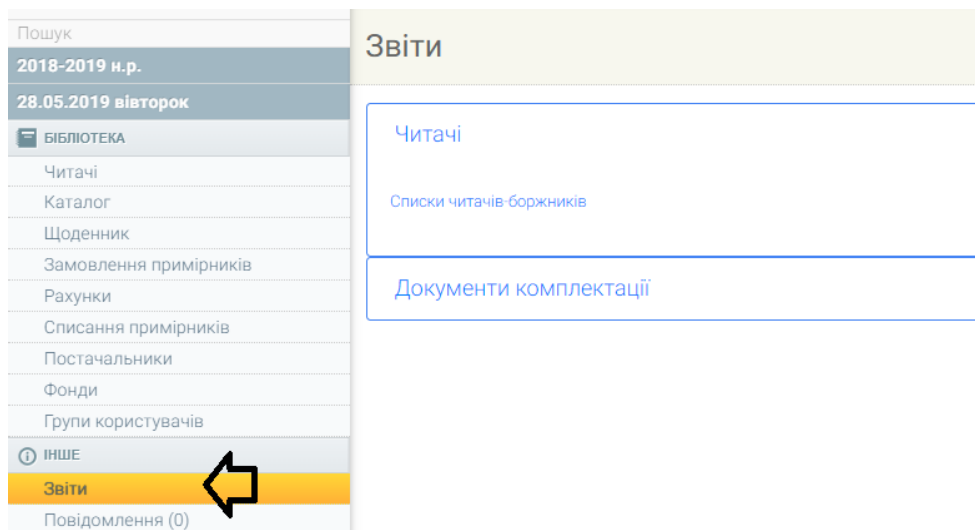 Пошук
2018-2019 н.р.
28.05.2019 вівторок
БІБЛІОТЕКА
Читачі
Каталог
Щоденник
Замовлення примірників
Рахунки
Списання примірників
Постачальники
Фонди
Групи користувачів
ІНШЕ
Звіти
Повідомлення (0)
Звіти
Читачі
Списки читачів-боржників
Документи комплектації